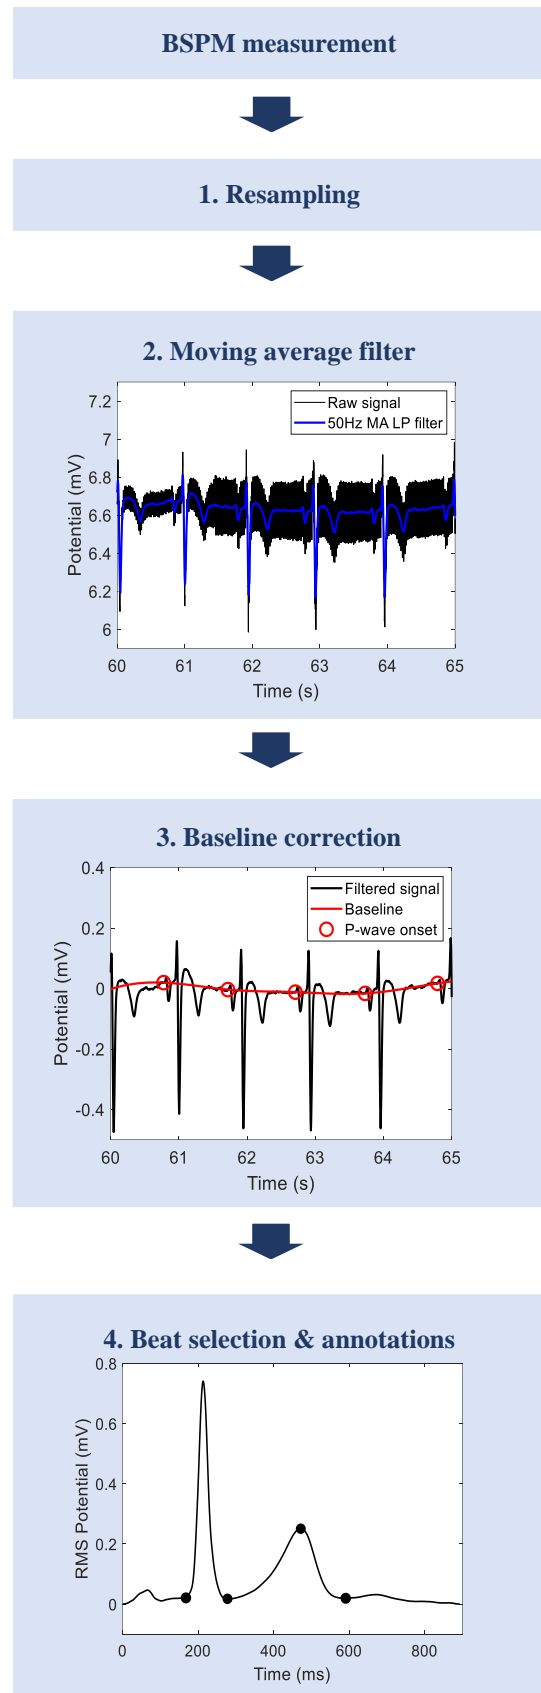 BSPM measurement
1. Resampling
2. Moving average filter
Raw signal
50Hz MA LP filter
7.2
7
6.8
6.6
6.4
6.2
6
Potential (mV)
60 61 62 63 64 65
Time (s)
3. Baseline correction
Filtered signal
Baseline
P-wave onset
0.4
0.2
0
-0.2
-0.4
Potential (mV)
60 61 62 63 64 65
Time (s)
4. Beat selection & annotations
0.8
0.6
0.4
0.2
0
RMS Potential (mV)
0 200 400 600 800
Time (ms)